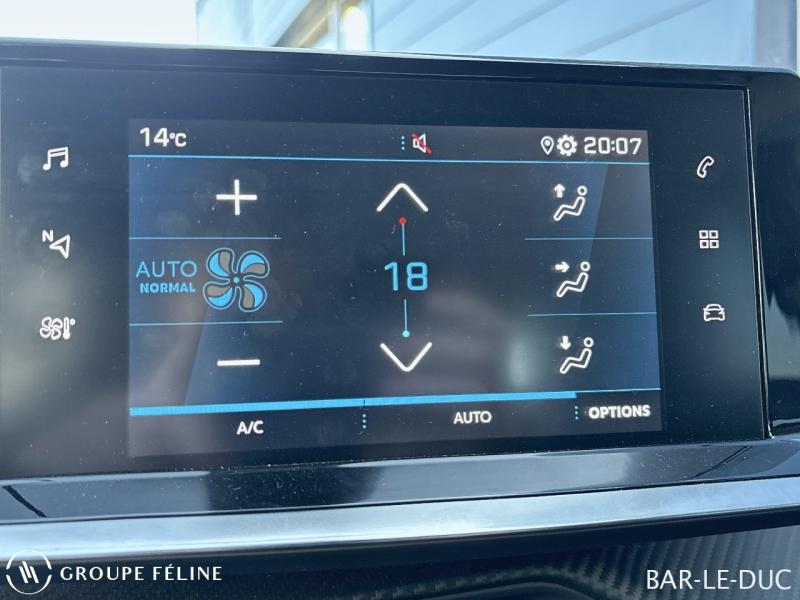 14°C 20:07
N
AUTO
NORMAL
18
A/C AUTO OPTIONS
GROUPE FÉLINE
BAR-LE-DUC